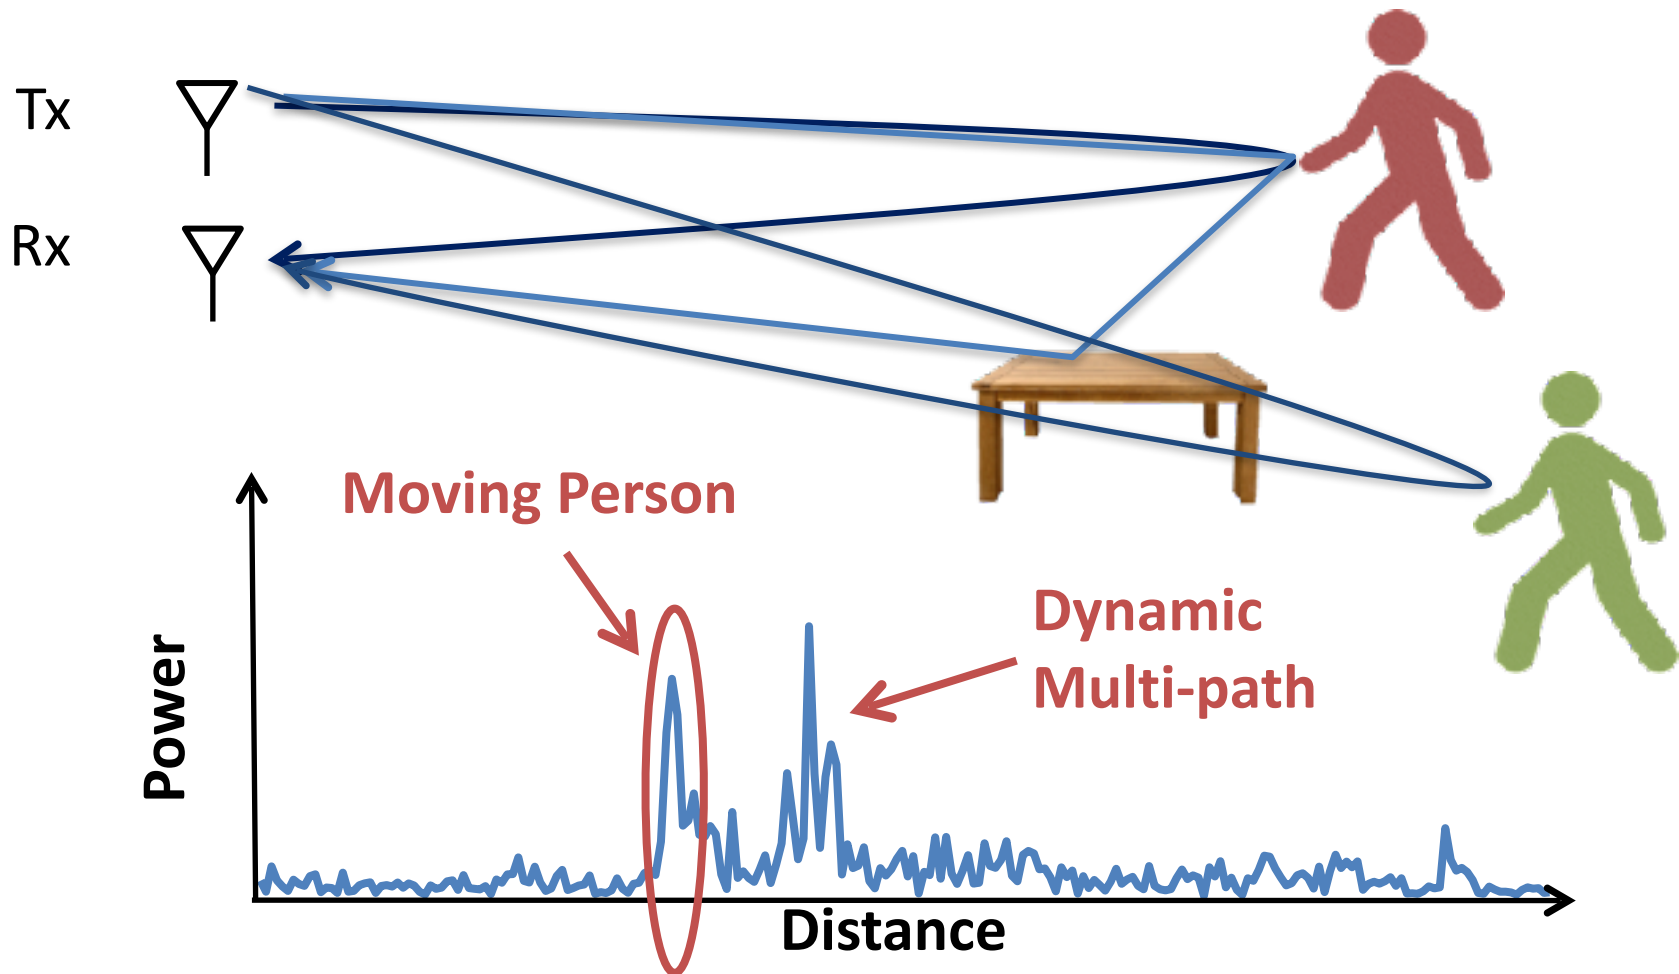 Tx
Rx
Moving Person
Dynamic
Multi-path
Power
Distance